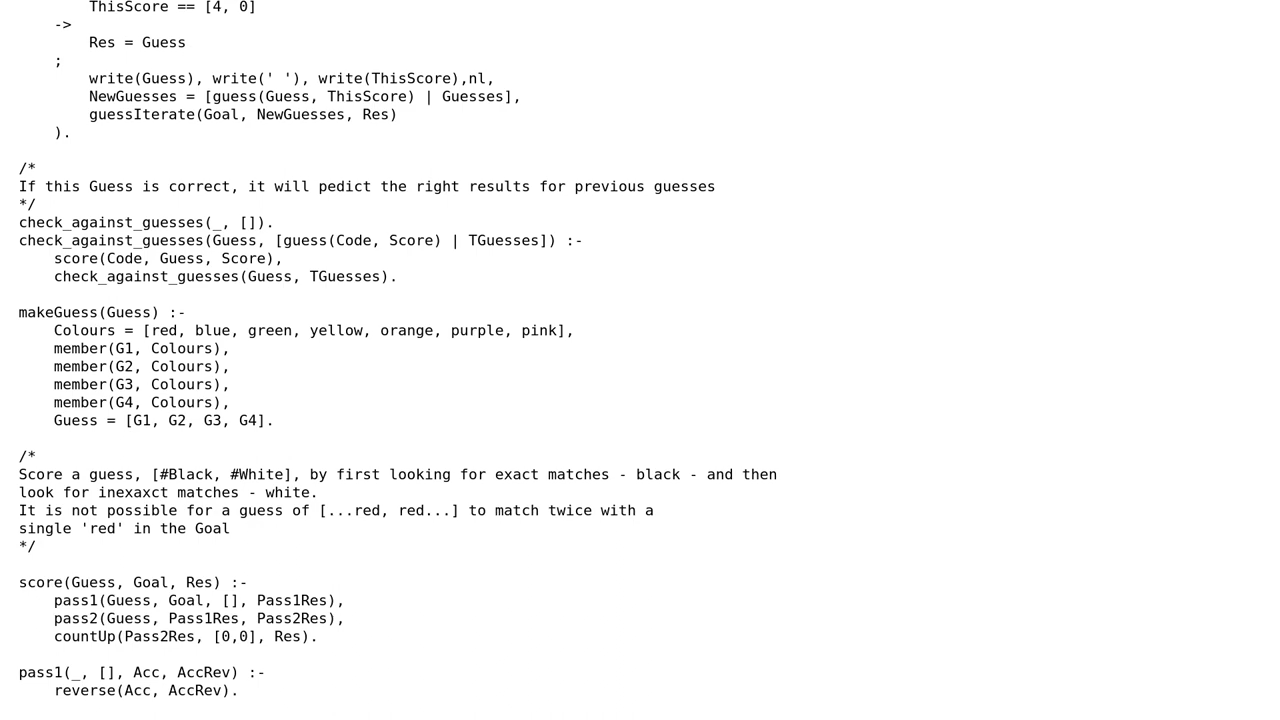 ThisScore == [4, 0]
    ->
        Res = Guess
    ;
        write(Guess), write(' '), write(ThisScore),nl,
        NewGuesses = [guess(Guess, ThisScore) | Guesses],
        guessIterate(Goal, NewGuesses, Res)
    ).

/*
If this Guess is correct, it will pedict the right results for previous guesses
*/
check_against_guesses(_, []).
check_against_guesses(Guess, [guess(Code, Score) | TGuesses]) :-
    score(Code, Guess, Score),
    check_against_guesses(Guess, TGuesses).

makeGuess(Guess) :-
    Colours = [red, blue, green, yellow, orange, purple, pink],
    member(G1, Colours),
    member(G2, Colours),
    member(G3, Colours),
    member(G4, Colours),
    Guess = [G1, G2, G3, G4].

/*
Score a guess, [#Black, #White], by first looking for exact matches - black - and then
look for inexaxct matches - white.
It is not possible for a guess of [...red, red...] to match twice with a
single 'red' in the Goal
*/

score(Guess, Goal, Res) :-
    pass1(Guess, Goal, [], Pass1Res),
    pass2(Guess, Pass1Res, Pass2Res),
    countUp(Pass2Res, [0,0], Res).

pass1(_, [], Acc, AccRev) :-
    reverse(Acc, AccRev).